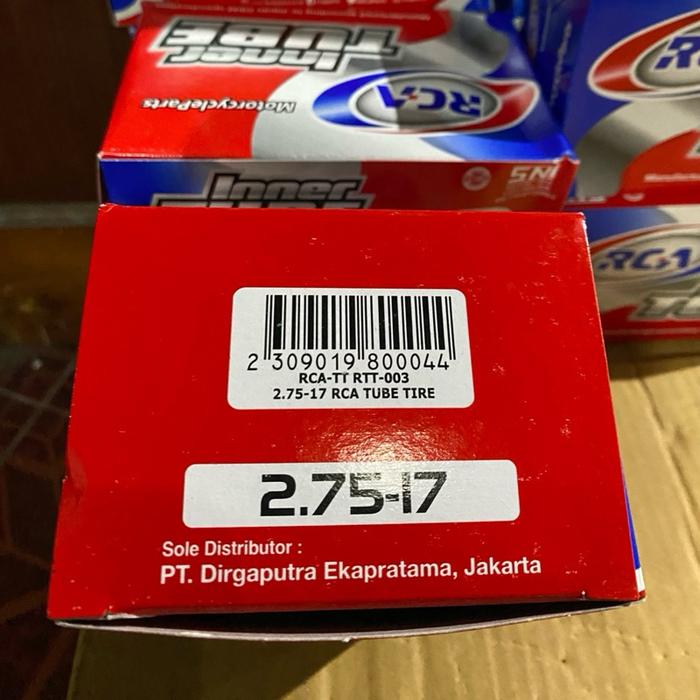 Inner
TUBE
RCA
MotorcycleParts
Inner
SNI
RCA
RCA
2 309019 800044
RCA-TT RTT-003
2.75-17 RCA TUBE TIRE
2.75-17
Sole Distributor :
PT. Dirgaputra Ekapratama, Jakarta